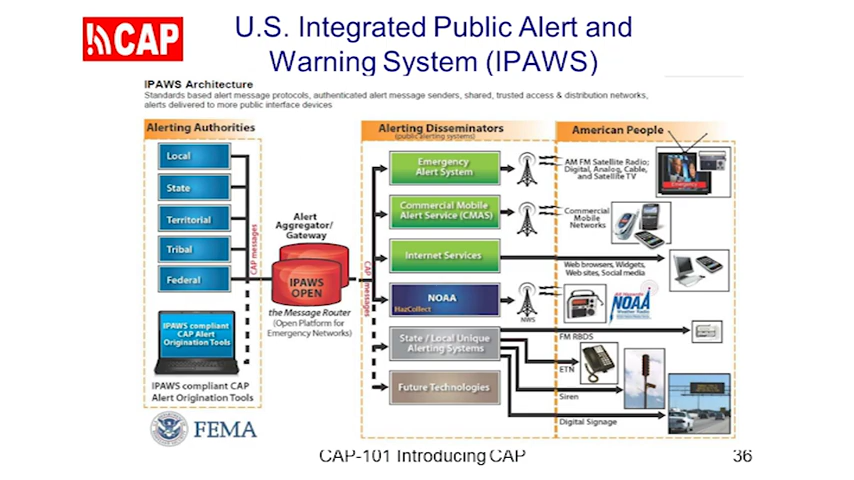 CAP
U.S. Integrated Public Alert and
Warning System (IPAWS)
IPAWS Architecture
Standards based alert message protocols, authenticated alert message senders, shared, trusted access & distribution networks,
alerts delivered to more public interface devices
Alerting Authorities
Local
State
Territorial
Tribal
Federal
CAP messages
IPAWS compliant
CAP Alert
Origination Tools
IPAWS compliant CAP
Alert Origination Tools
FEMA
Alert
Aggregator/
Gateway
IPAWS
OPEN
the Message Router
(Open Platform for
Emergency Networks)
CAP messages
Alerting Disseminators
(public alerting systems)
Emergency
Alert System
Commercial Mobile
Alert Service (CMAS)
Internet Services
NOAA
HazCollect
NWS
State / Local Unique
Alerting Systems
Future Technologies
American People
AM FM Satellite Radio;
Digital, Analog, Cable,
and Satellite TV
Emergency
Commercial
Mobile
Networks
Web browsers, Widgets,
Web sites, Social media
NOAA
FM RBDS
ETN
Siren
Digital Signage
CAP-101 Introducing CAP
36